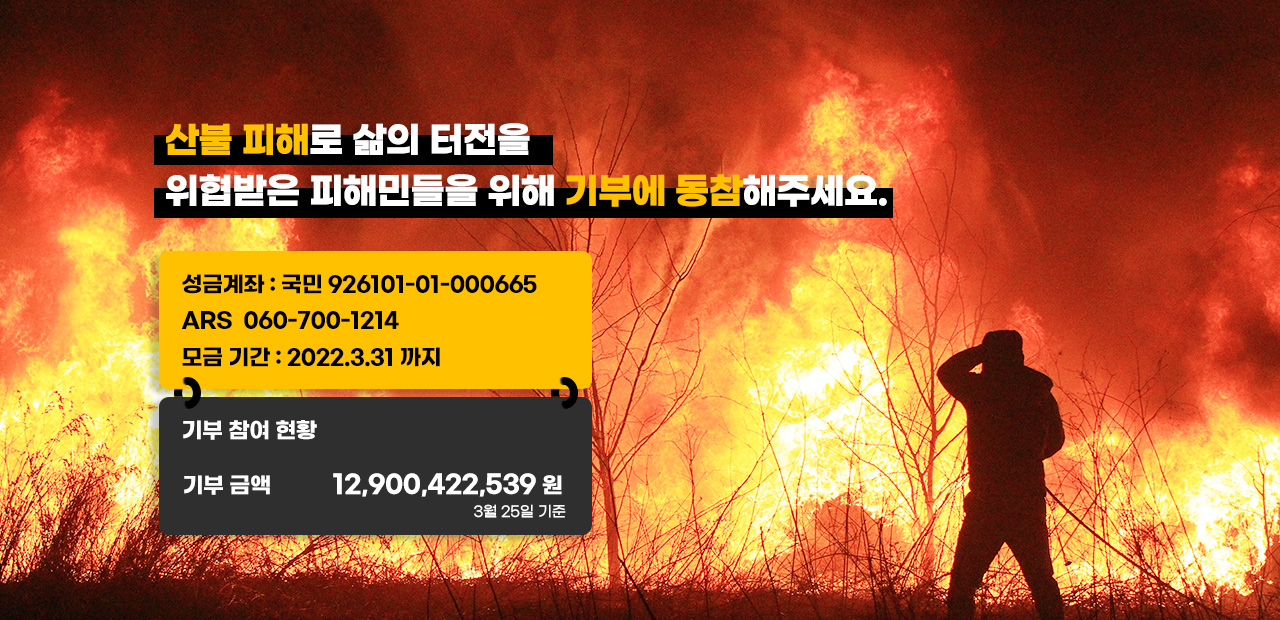 산불 피해로 삶의 터전을
위협받은 피해민들을 위해 기부에 동참해주세요.
성금계좌 : 국민 926101-01-000665
ARS 060-700-1214
모금 기간 : 2022.3.31 까지
기부 참여 현황
기부 금액 12,900,422,539 원
3월 25일 기준